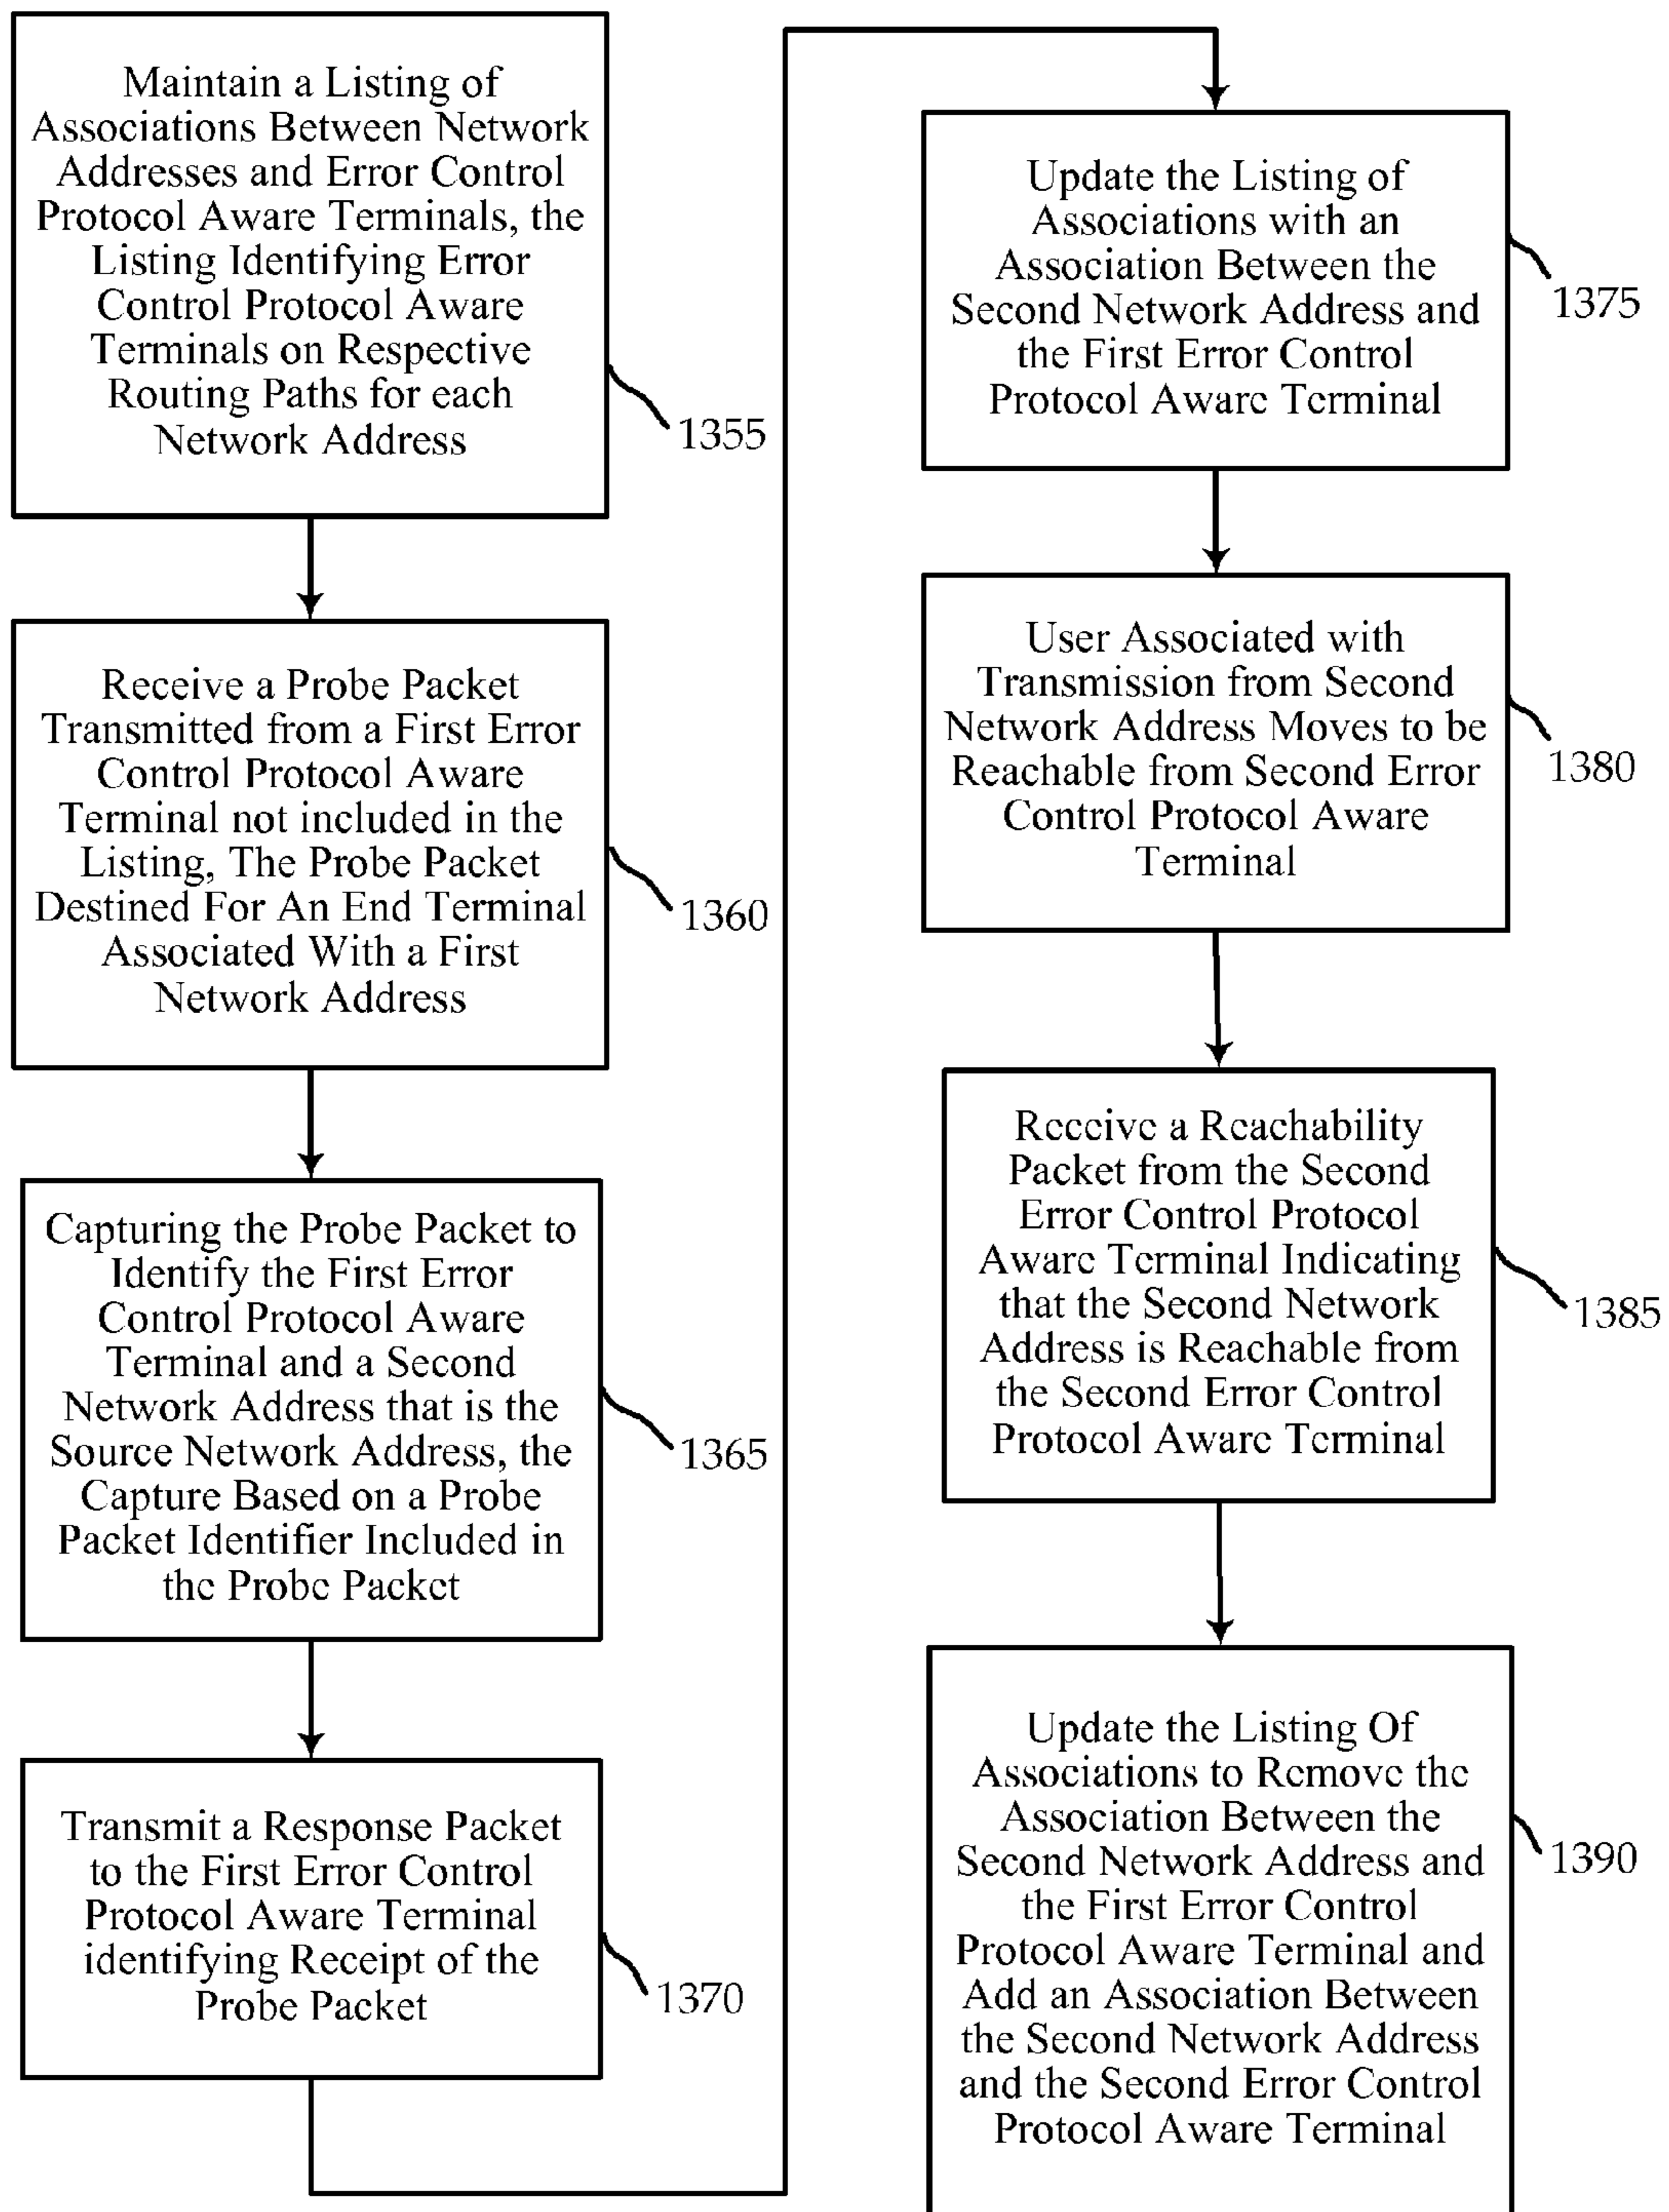 Maintain a Listing of
Associations Between Network
Addresses and Error Control
Protocol Aware Terminals, the
Listing Identifying Error
Control Protocol Aware
Terminals on Respective
Routing Paths for each
Network Address
1355
Receive a Probe Packet
Transmitted from a First Error
Control Protocol Aware
Terminal not included in the
Listing, The Probe Packet
Destined For An End Terminal
Associated With a First
Network Address
1360
Capturing the Probe Packet to
Identify the First Error
Control Protocol Aware
Terminal and a Second
Network Address that is the
Source Network Address, the
Capture Based on a Probe
Packet Identifier Included in
the Probe Packet
1365
Transmit a Response Packet
to the First Error Control
Protocol Aware Terminal
identifying Receipt of the
Probe Packet
1370
Update the Listing of
Associations with an
Association Between the
Second Network Address and
the First Error Control
Protocol Aware Terminal
1375
User Associated with
Transmission from Second
Network Address Moves to be
Reachable from Second Error
Control Protocol Aware
Terminal
1380
Receive a Reachability
Packet from the Second
Error Control Protocol
Aware Terminal Indicating
that the Second Network
Address is Reachable from
the Second Error Control
Protocol Aware Terminal
1385
Update the Listing Of
Associations to Remove the
Association Between the
Second Network Address and
the First Error Control
Protocol Aware Terminal and
Add an Association Between
the Second Network Address
and the Second Error Control
Protocol Aware Terminal
1390